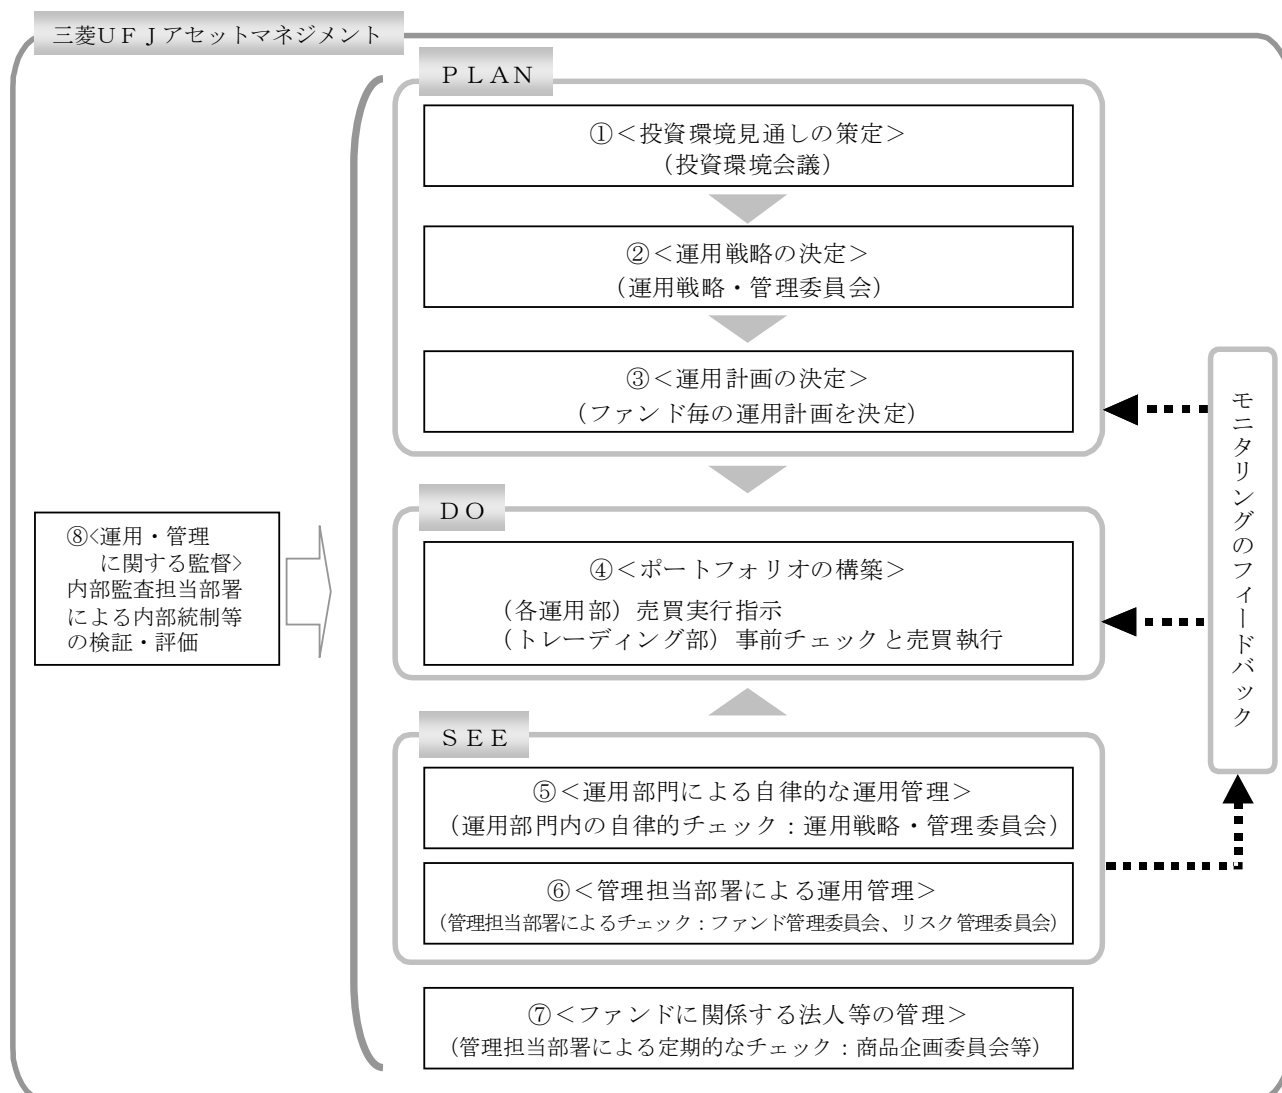 三菱ＵＦＪアセットマネジメント
ＰＬＡＮ
①＜投資環境見通しの策定＞
（投資環境会議）
②＜運用戦略の決定＞
（運用戦略・管理委員会）
③＜運用計画の決定＞
（ファンド毎の運用計画を決定）
ＤＯ
④＜ポートフォリオの構築＞
（各運用部）売買実行指示
（トレーディング部）事前チェックと売買執行
ＳＥＥ
⑤＜運用部門による自律的な運用管理＞
（運用部門内の自律的チェック：運用戦略・管理委員会）
⑥＜管理担当部署による運用管理＞
（管理担当部署によるチェック：ファンド管理委員会、リスク管理委員会）
⑦＜ファンドに関係する法人等の管理＞
（管理担当部署による定期的なチェック：商品企画委員会等）
⑧<運用・管理
に関する監督>
内部監査担当部署
による内部統制等
の検証・評価
モニタリングのフィードバック